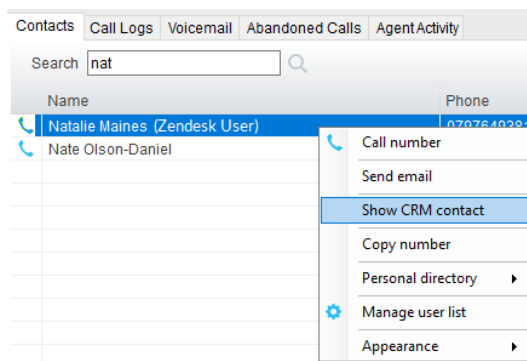 Contacts Call Logs Voicemail Abandoned Calls Agent Activity
Search nat
Name Phone
Natalie Maines (Zendesk User)
Nate Olson-Daniel
Call number
Send email
Show CRM contact
Copy number
Personal directory
Manage user list
Appearance